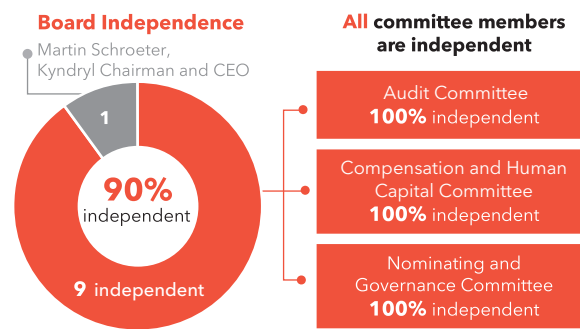 Board Independence
Martin Schroeter,
Kyndryl Chairman and CEO
1
90%
independent
9 independent
All committee members
are independent
Audit Committee
100% independent
Compensation and Human
Capital Committee
100% independent
Nominating and
Governance Committee
100% independent